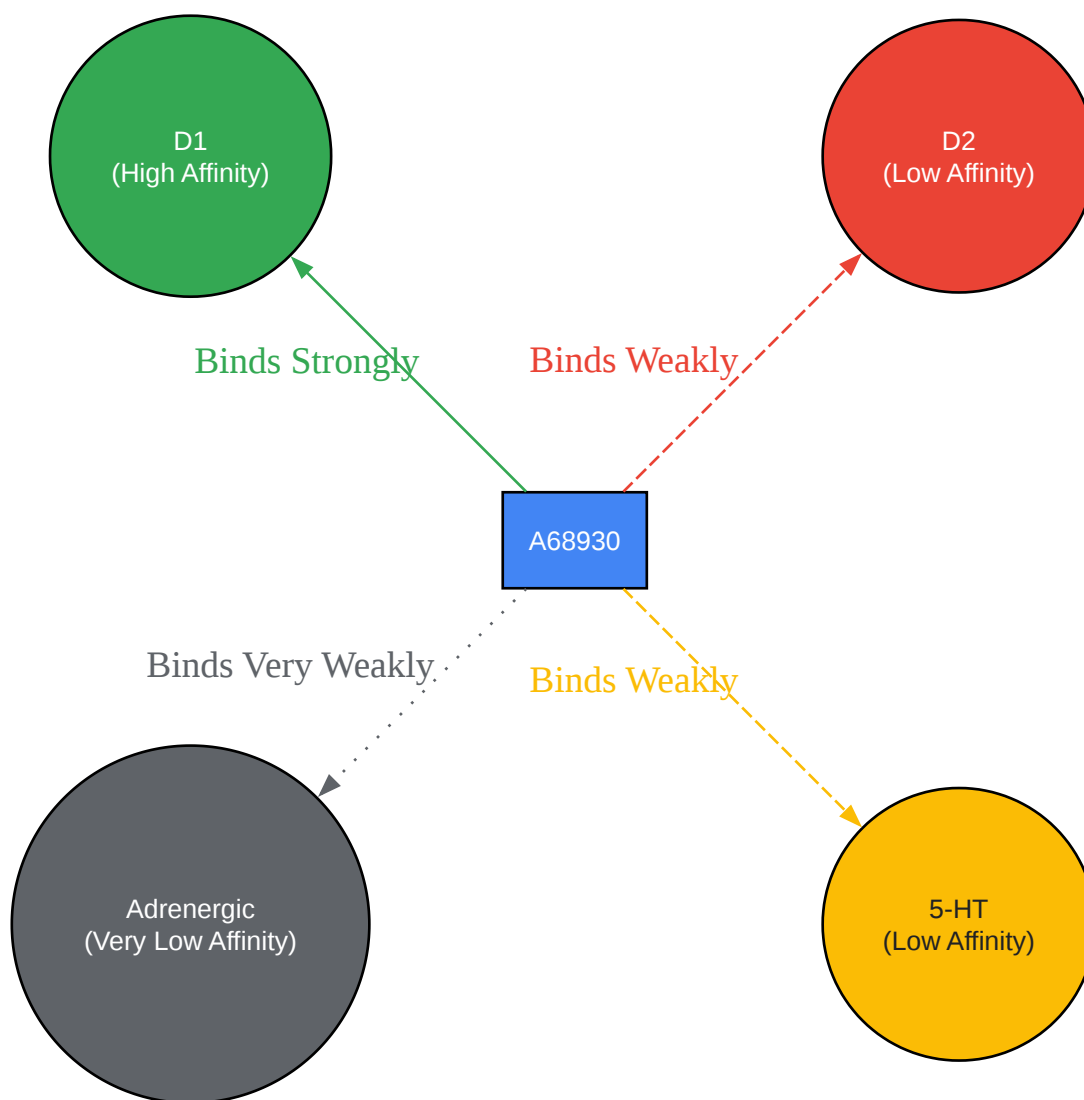 D1
(High Affinity)
D2
(Low Affinity)
Binds Strongly
Binds Weakly
A68930
Binds Very Weakly
Binds Weakly
Adrenergic
(Very Low Affinity)
5-HT
(Low Affinity)